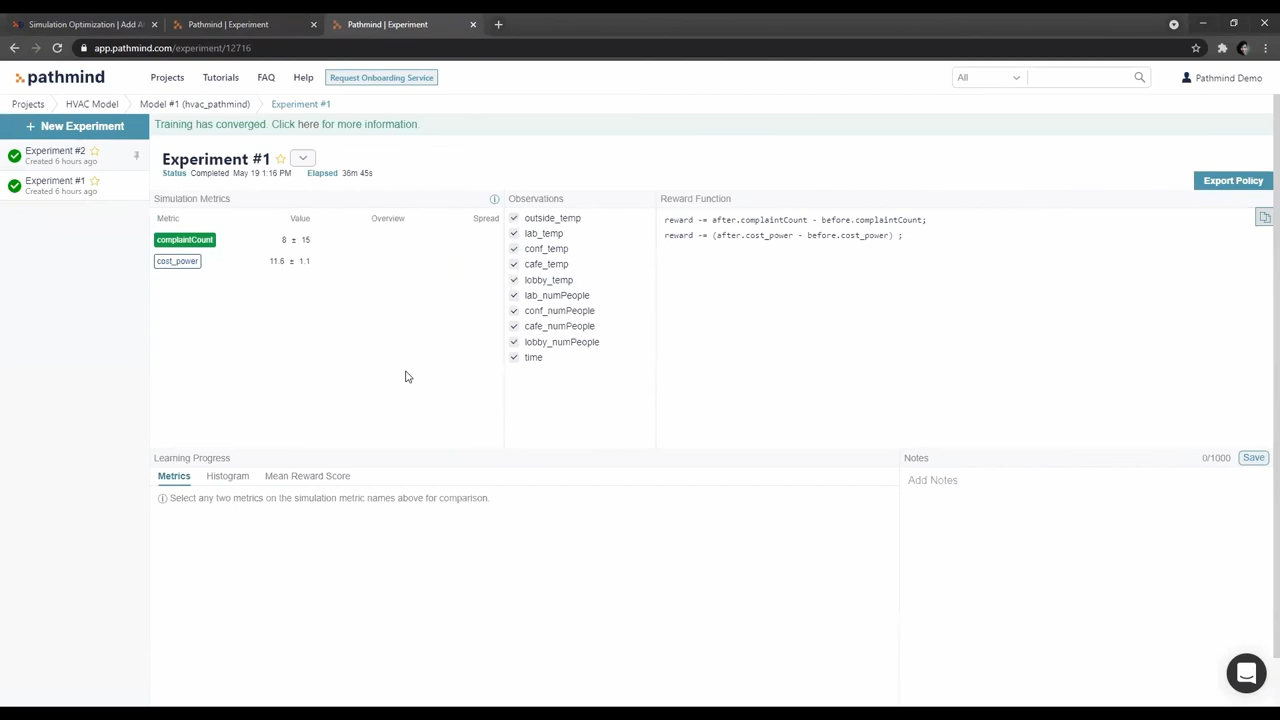 Simulation Optimization | Add A
Pathmind | Experiment
Pathmind | Experiment
app.pathmind.com/experiment/12716
pathmind
Projects
Tutorials
FAQ
Help
Request Onboarding Service
All
Pathmind Demo
Projects
HVAC Model
Model #1 (hvac_pathmind)
Experiment #1
+ New Experiment
Training has converged. Click here for more information.
Experiment #2
Created 6 hours ago
Experiment #1
Created 6 hours ago
Experiment #1
Status Completed May 19 1:16 PM Elapsed 36m 45s
Export Policy
Simulation Metrics
Metric Value Overview Spread
complaintCount 8 ± 15
cost_power 11.6 ± 1.1
Observations
outside_temp
lab_temp
conf_temp
cafe_temp
lobby_temp
lab_numPeople
conf_numPeople
cafe_numPeople
lobby_numPeople
time
Reward Function
reward -= after.complaintCount - before.complaintCount;
reward -= (after.cost_power - before.cost_power) ;
Learning Progress
Metrics Histogram Mean Reward Score
Select any two metrics on the simulation metric names above for comparison.
Notes
0/1000
Save
Add Notes